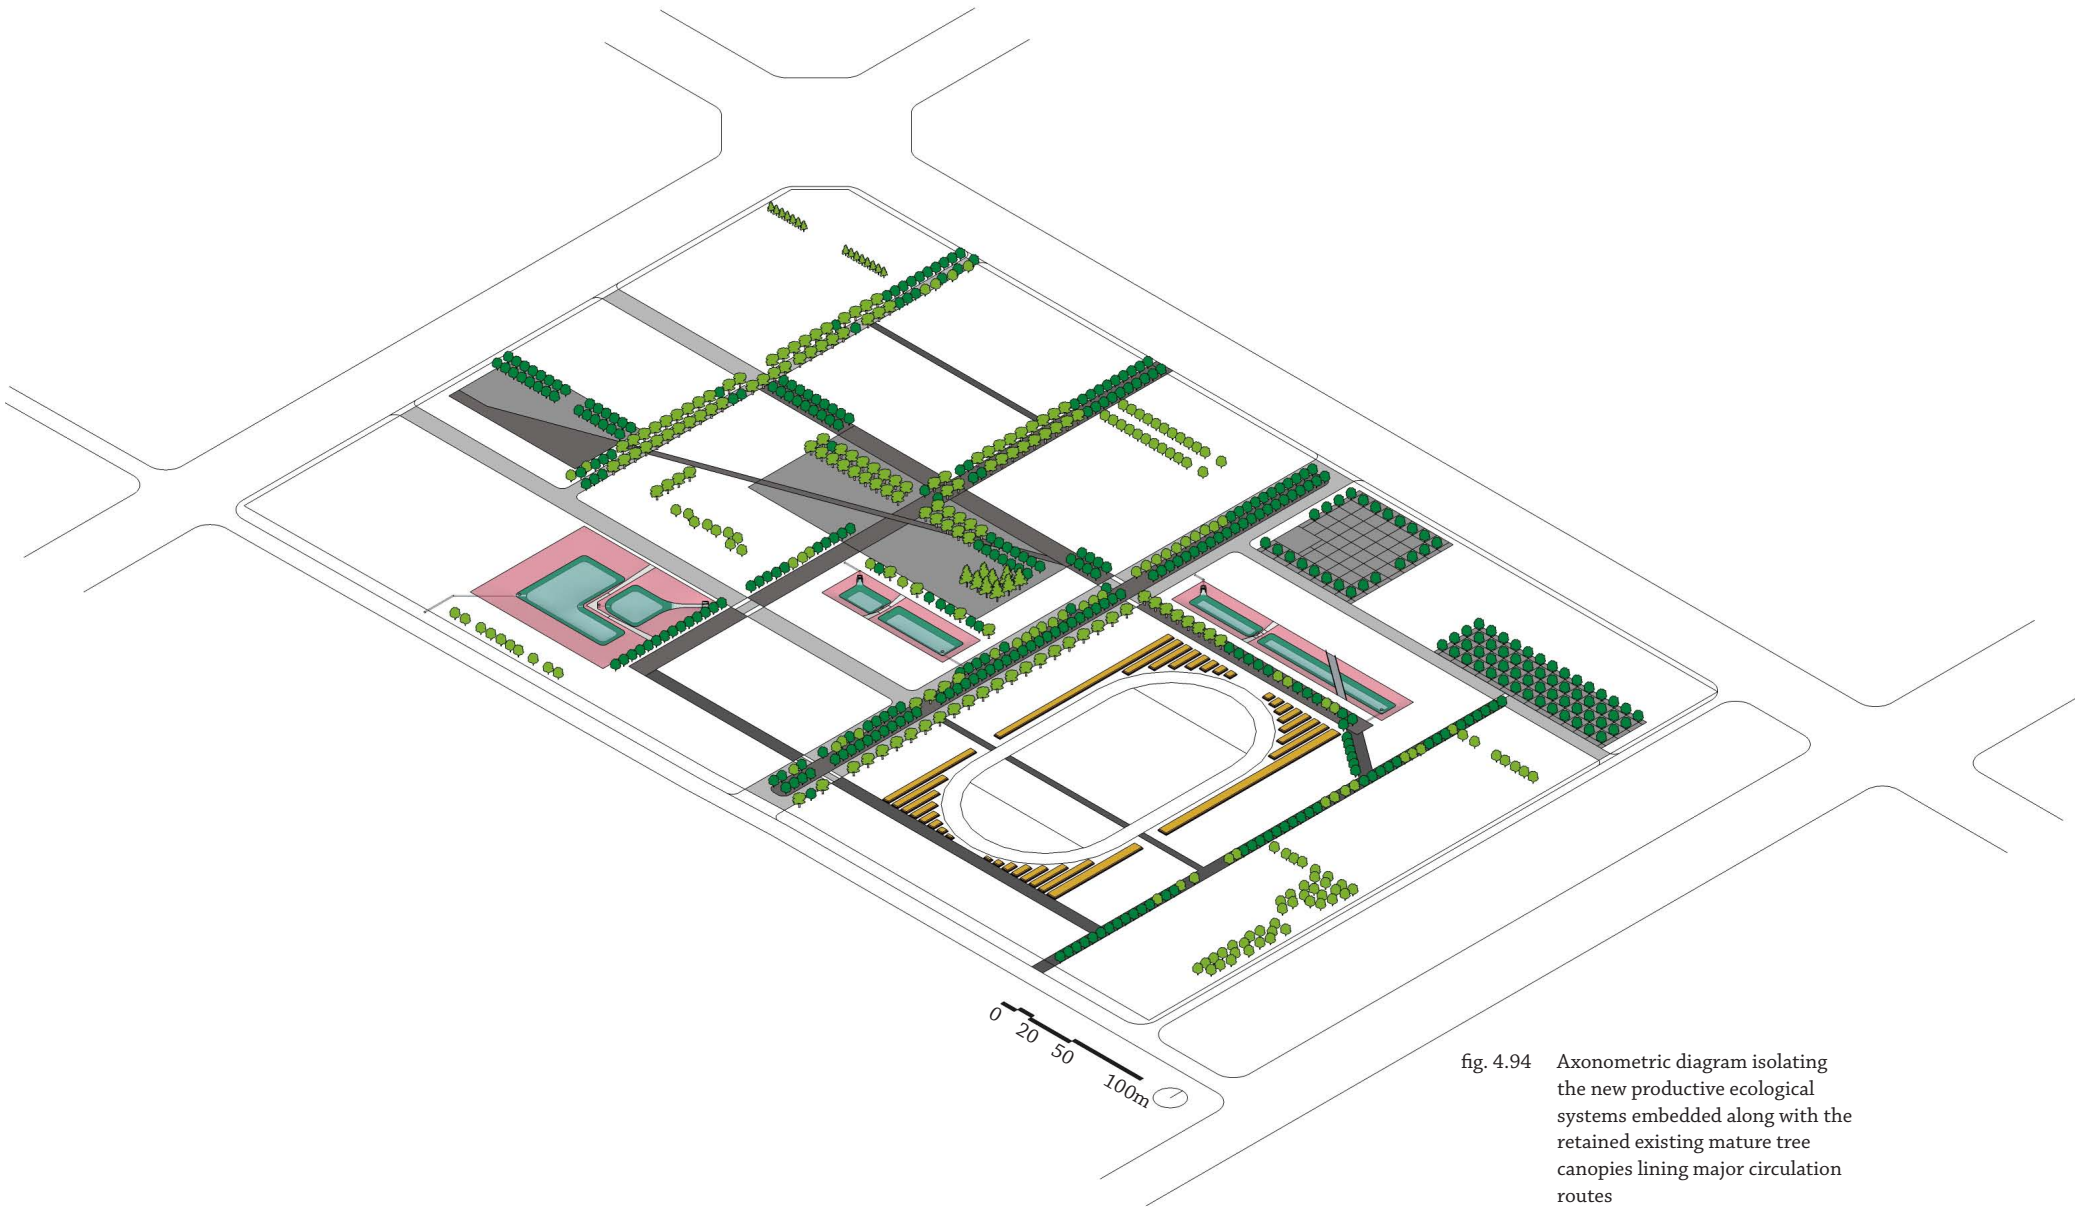 0
20
50
100m
fig. 4.94 Axonometric diagram isolating
the new productive ecological
systems embedded along with the
retained existing mature tree
canopies lining major circulation
routes